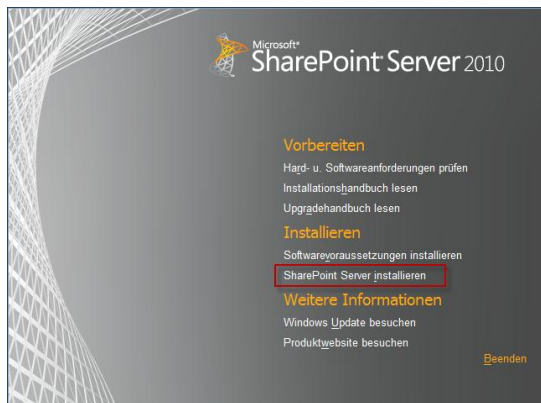 Microsoft®
SharePoint Server 2010
Vorbereiten
Hard- u. Softwareanforderungen prüfen
Installationshandbuch lesen
Upgradehandbuch lesen
Installieren
Softwarevoraussetzungen installieren
SharePoint Server installieren
Weitere Informationen
Windows Update besuchen
Produktwebsite besuchen
Beenden